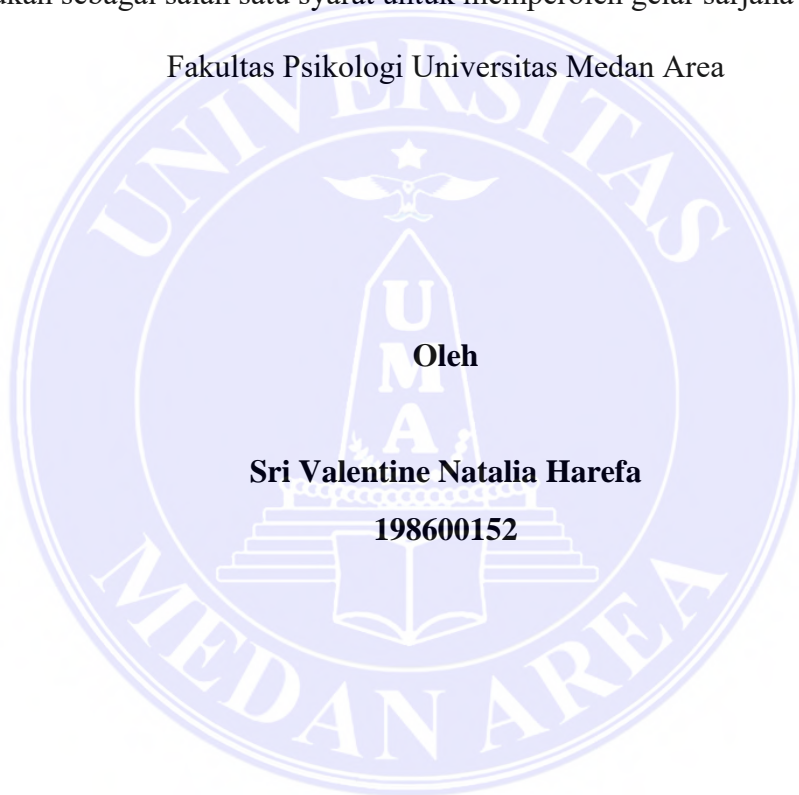 sebagai salah satu syarat untuk memperoleh gelar sarjana
Fakultas Psikologi Universitas Medan Area
UNIVERSITAS
UMA
Oleh
Sri Valentine Natalia Harefa
198600152
MEDAN AREA